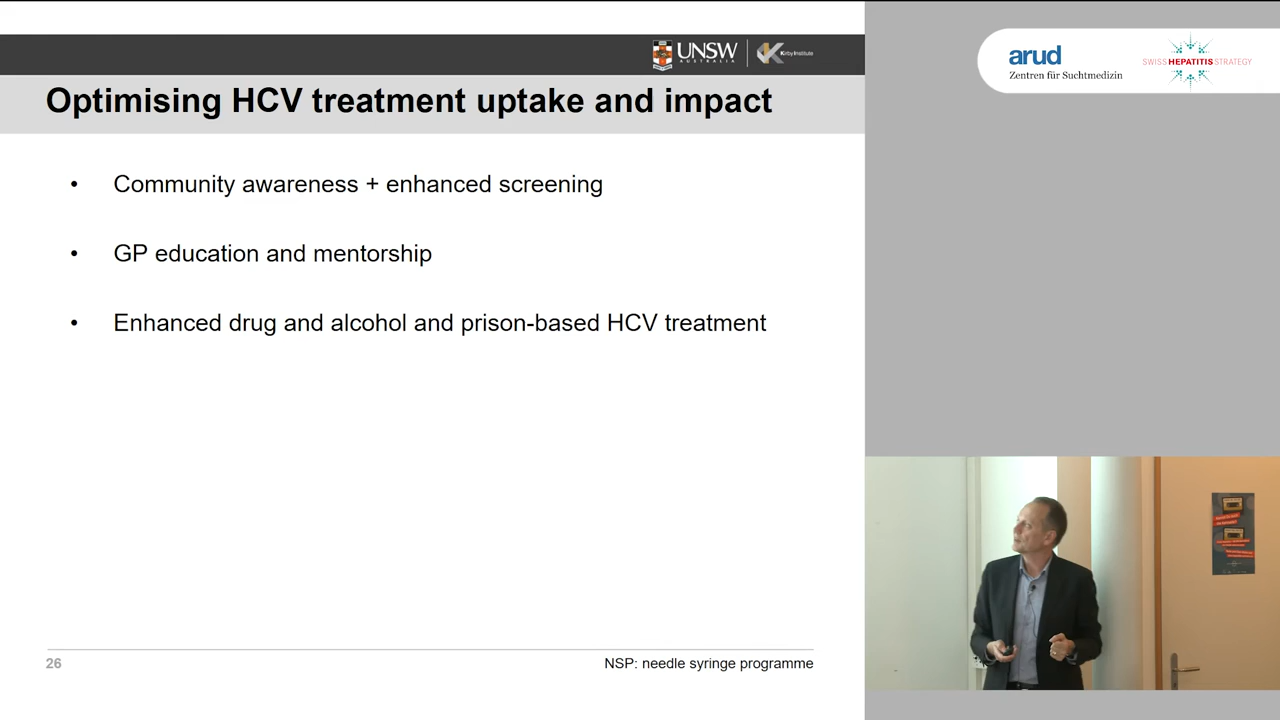 UNSW
AUSTRALIA
Kirby Institute
arud
Zentren für Suchtmedizin
SWISS HEPATITIS STRATEGY
Optimising HCV treatment uptake and impact
• Community awareness + enhanced screening
• GP education and mentorship
• Enhanced drug and alcohol and prison-based HCV treatment
26
NSP: needle syringe programme